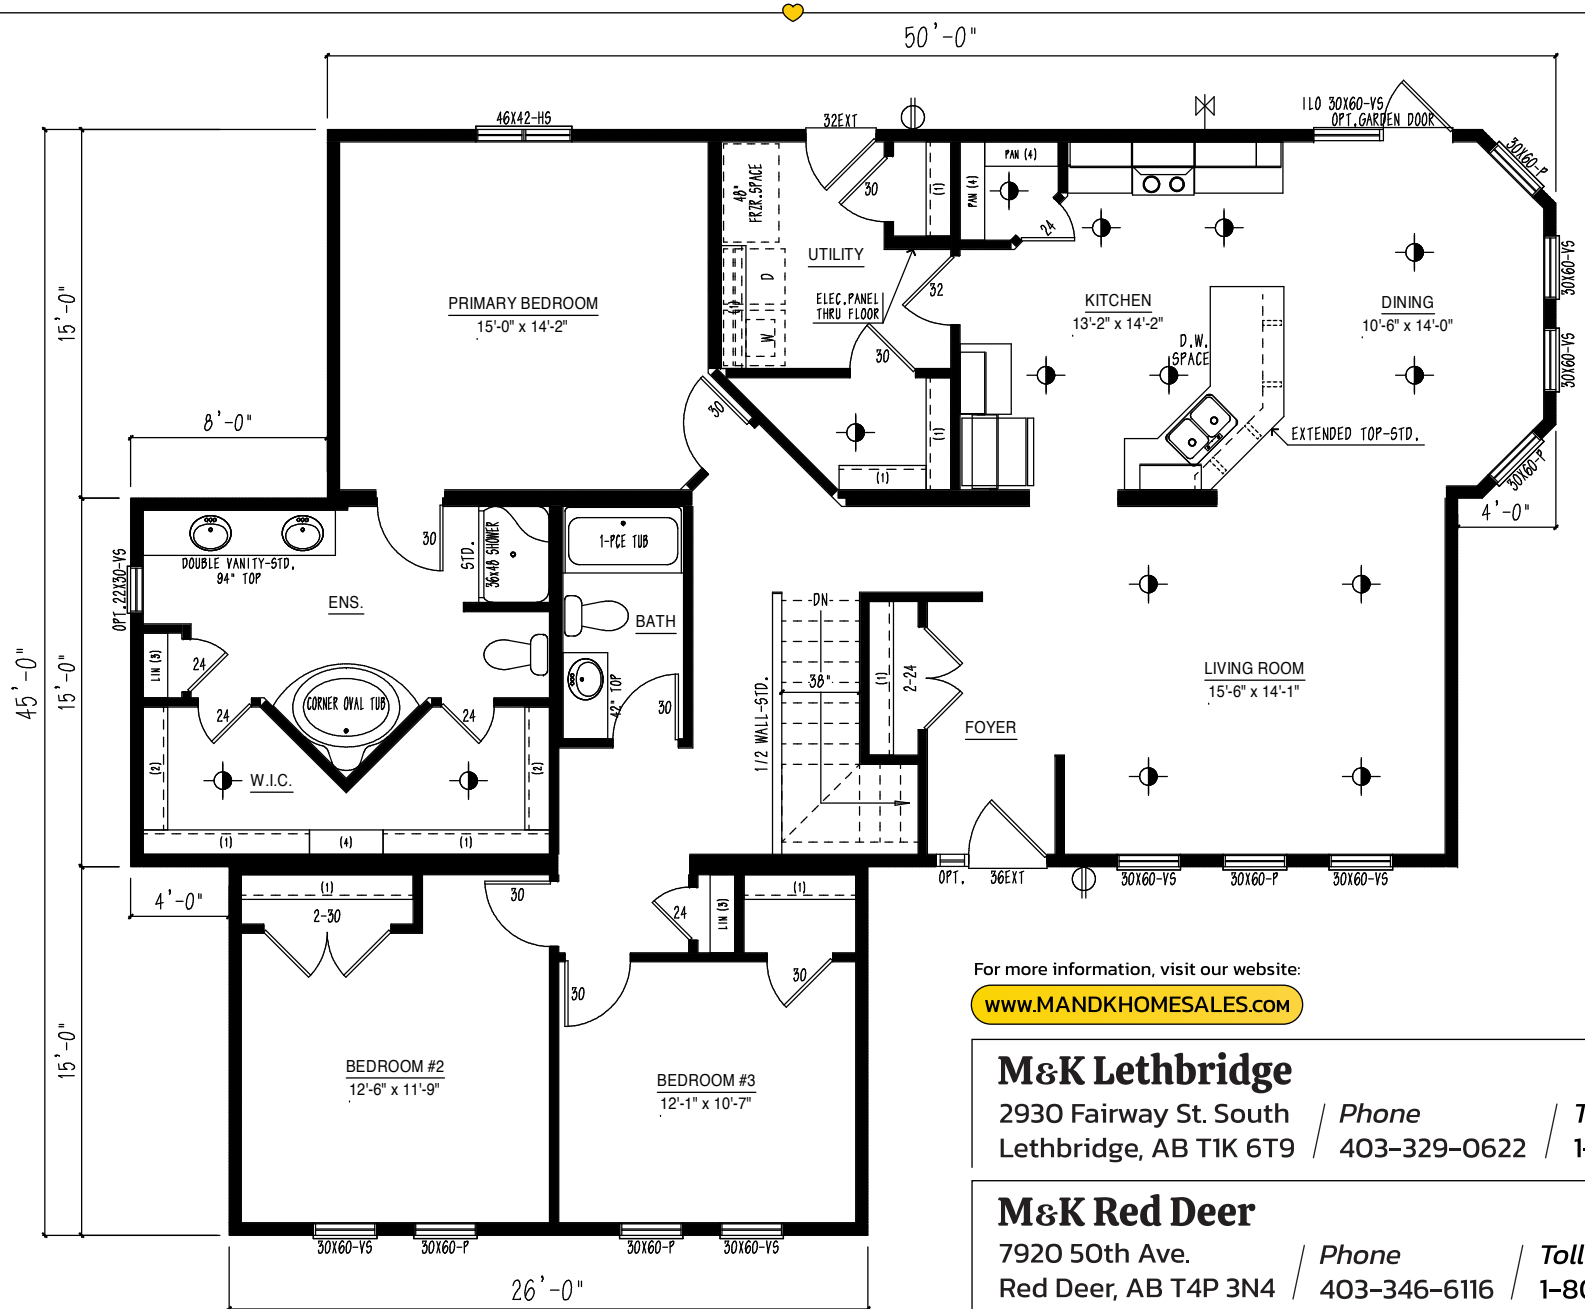 50'-0"
46X42-HS
32EXT
1LO 30X60-VS
OPT.GARDEN DOOR
30X60-P
48"
FRZR.SPACE
30
(1)
PAN (4)
PAN (4)
24
UTILITY
D
W
ELEC.PANEL
THRU FLOOR
32
30
PRIMARY BEDROOM
15'-0" x 14'-2"
KITCHEN
13'-2" x 14'-2"
D.W.
SPACE
DINING
10'-6" x 14'-0"
30X60-VS
30X60-VS
15'-0"
30
(1)
(1)
EXTENDED TOP-STD.
30X60-P
8'-0"
4'-0"
OPT.22X30-VS
DOUBLE VANITY-STD.
94" TOP
30
STD.
36x48 SHOWER
1-PCE TUB
ENS.
BATH
LIN (3)
24
CORNER OVAL TUB
24
24
42" TOP
30
45'-0"
15'-0"
DN
38"
1/2 WALL-STD.
(1)
2-24
FOYER
LIVING ROOM
15'-6" x 14'-1"
(2)
W.I.C.
(2)
(1)
(4)
(1)
OPT.
36EXT
30X60-VS
30X60-P
30X60-VS
4'-0"
(1)
2-30
30
24
LIN (3)
(1)
30
30
15'-0"
BEDROOM #2
12'-6" x 11'-9"
BEDROOM #3
12'-1" x 10'-7"
30X60-VS
30X60-P
30X60-P
30X60-VS
26'-0"
For more information, visit our website:
www.MANDKHOMESALES.com
M&K Lethbridge
2930 Fairway St. South
Lethbridge, AB T1K 6T9
Phone
403-329-0622
T
1-
M&K Red Deer
7920 50th Ave.
Red Deer, AB T4P 3N4
Phone
403-346-6116
Toll
1-80